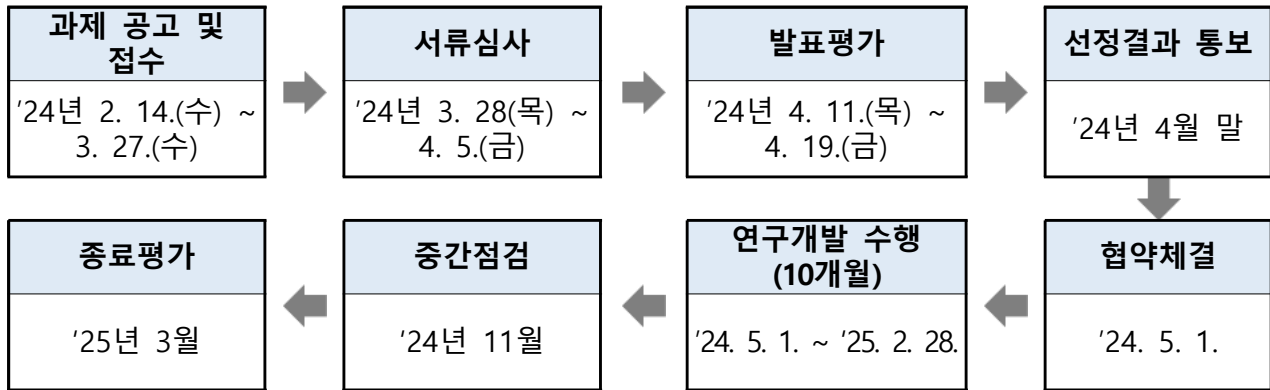 과제 공고 및
접수
'24년 2. 14.(수) ~
3. 27.(수)
서류심사
'24년 3. 28(목) ~
4. 5.(금)
발표평가
'24년 4. 11.(목) ~
4. 19.(금)
선정결과 통보
'24년 4월 말
협약체결
'24. 5. 1.
연구개발 수행
(10개월)
'24. 5. 1. ~ '25. 2. 28.
중간점검
'24년 11월
종료평가
'25년 3월